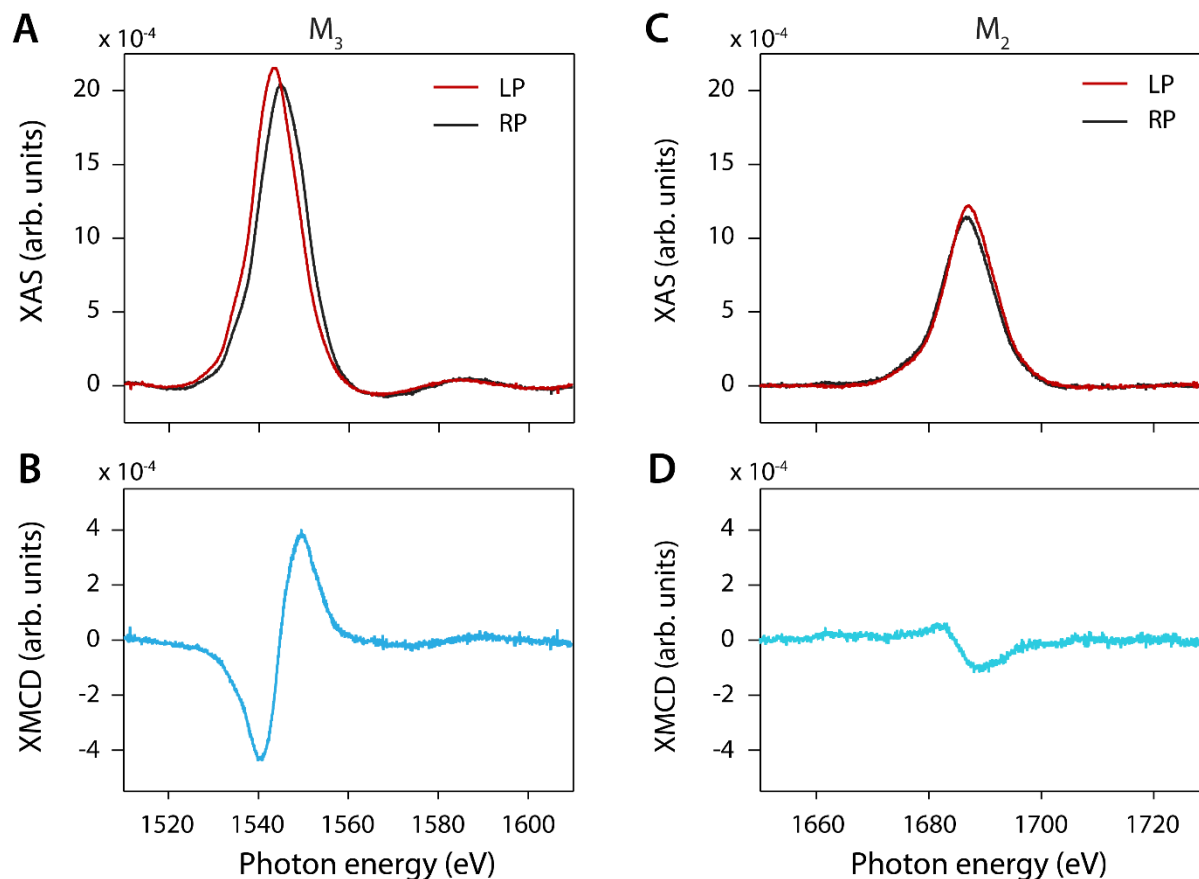 A
x 10-4
M3
XAS (arb. units)
20
15
10
5
0
LP
RP
C
x 10-4
M2
XAS (arb. units)
20
15
10
5
0
LP
RP
B
x 10-4
XMCD (arb. units)
4
2
0
-2
-4
1520
1540
1560
1580
1600
Photon energy (eV)
D
x 10-4
XMCD (arb. units)
4
2
0
-2
-4
1660
1680
1700
1720
Photon energy (eV)